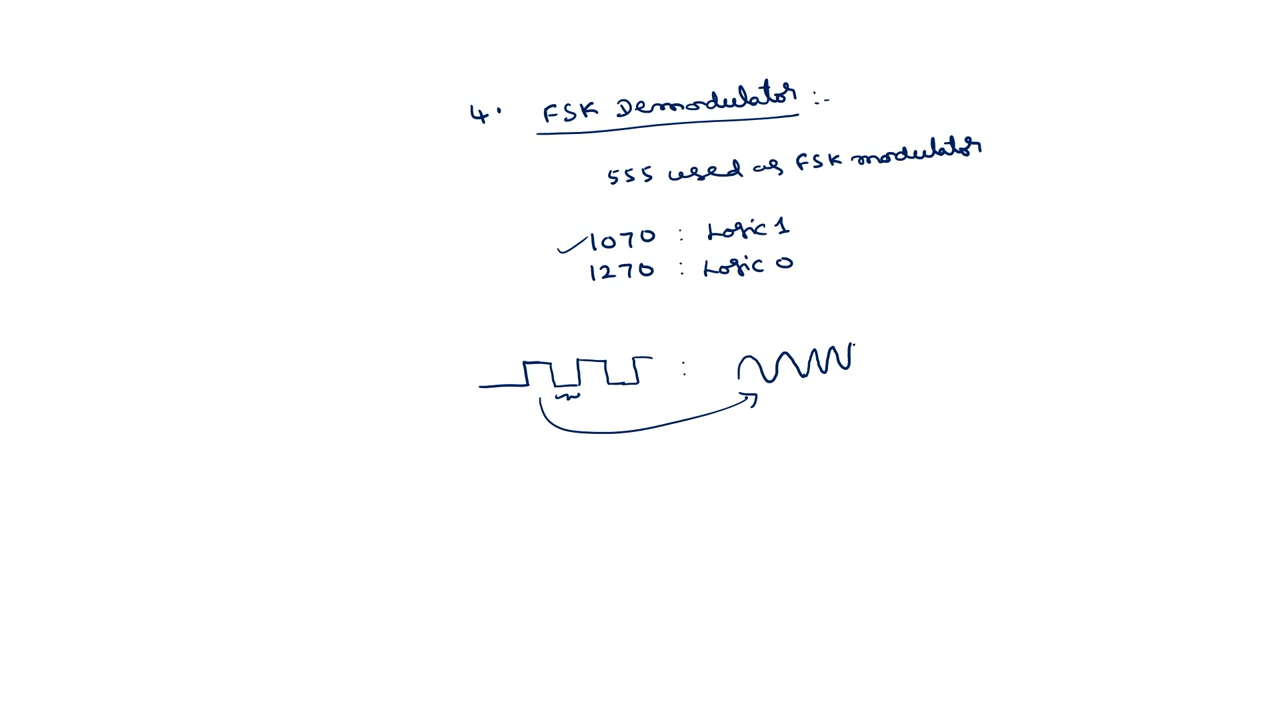 4. FSK Demodulator :-
555 used as FSK modulator
1070 : Logic 1
1270 : Logic 0
: